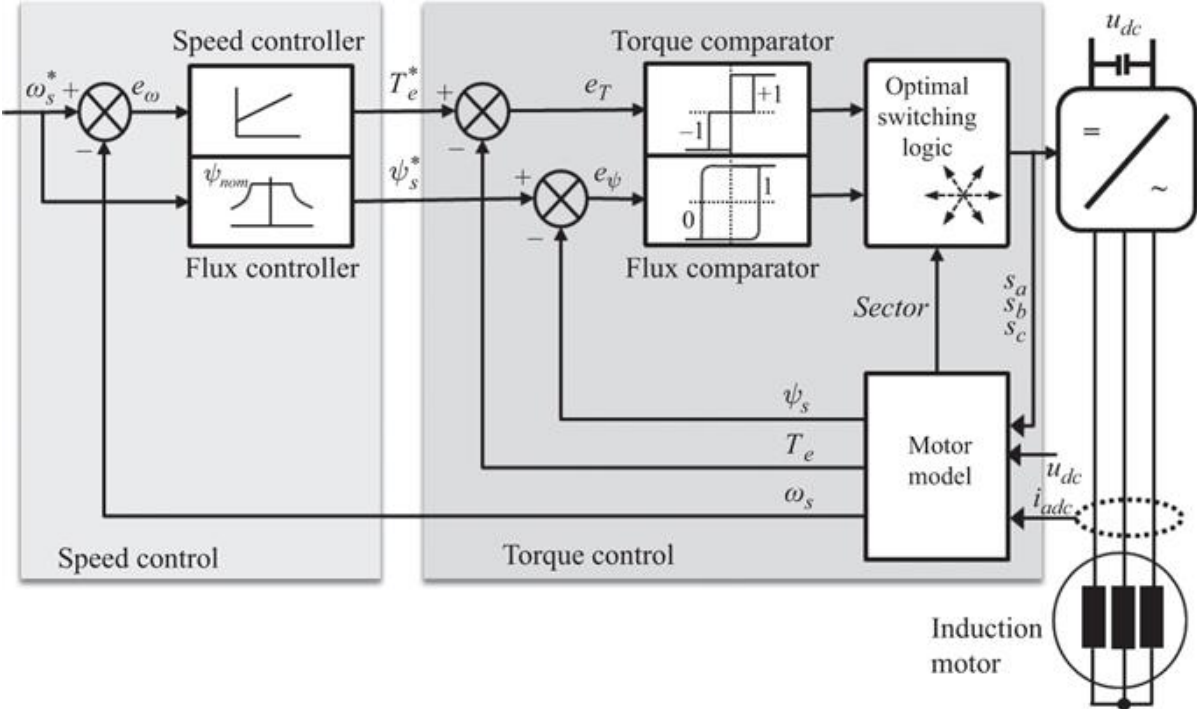 Speed controller
Torque comparator
u_dc
ω_s^*
+
e_ω
T_e^*
+
e_T
+1
−1
Optimal
switching
logic
=
~
−
ψ_nom
ψ_s^*
−
+
e_ψ
1
0
−
Flux controller
Flux comparator
Sector
s_a
s_b
s_c
ψ_s
T_e
ω_s
Motor
model
u_dc
i_adc
Speed control
Torque control
Induction
motor